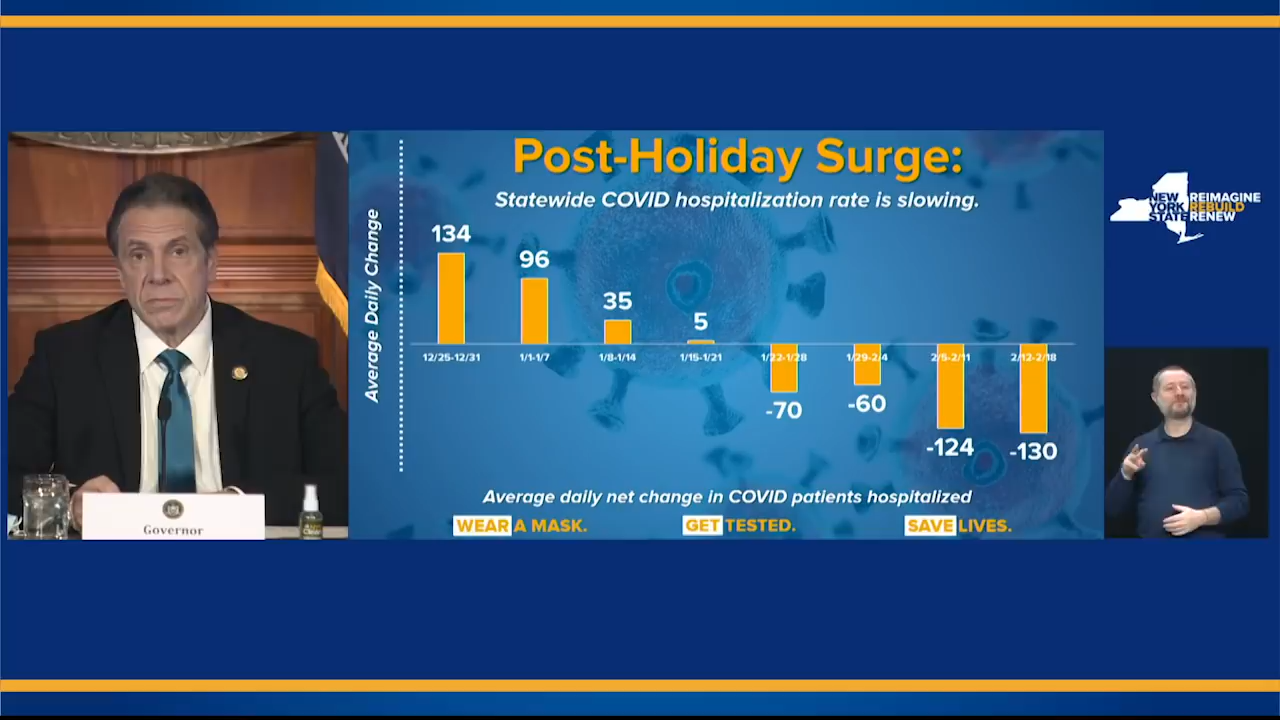 EXCELSIOR
Governor
Post-Holiday Surge:
Statewide COVID hospitalization rate is slowing.
Average Daily Change
134
96
35
5
12/25-12/31
1/1-1/7
1/8-1/14
1/15-1/21
1/22-1/28
1/29-2/4
2/5-2/11
2/12-2/18
-70
-60
-124
-130
Average daily net change in COVID patients hospitalized
WEAR A MASK.
GET TESTED.
SAVE LIVES.
NEW YORK STATE
REIMAGINE
REBUILD
RENEW